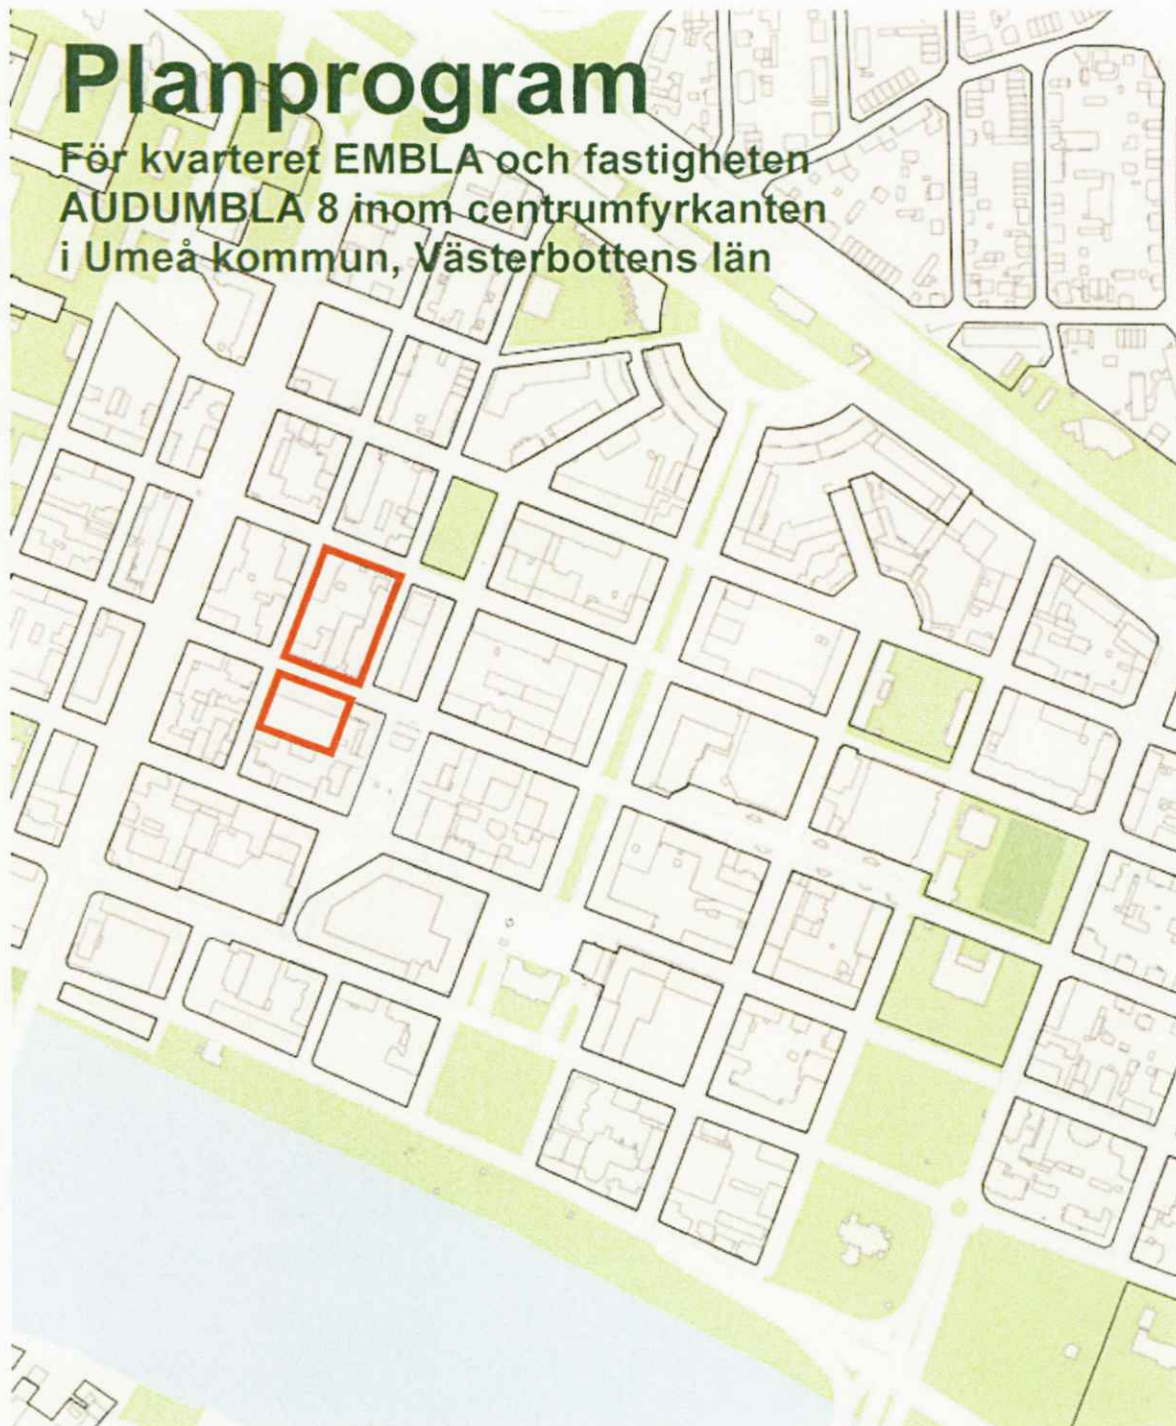 Planprogram
För kvarteret EMBLA och fastigheten
AUDUMBLA 8 inom centrumfyrkanten
i Umeå kommun, Västerbottens län